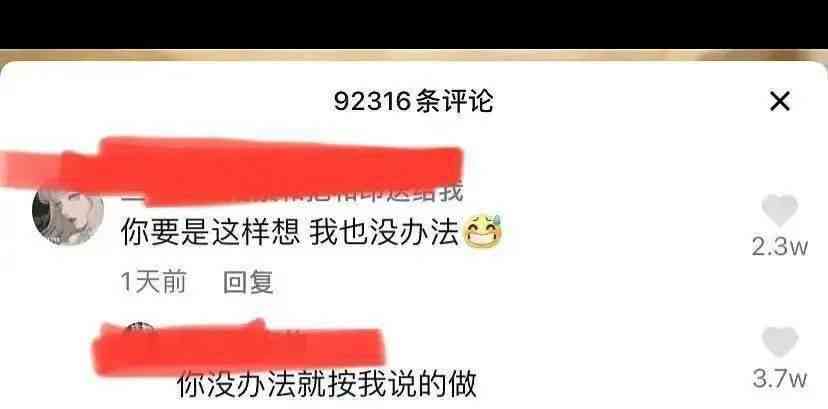 92316条评论
你要是这样想 我也没办法😅
2.3w
1天前 回复
你没办法就按我说的做
3.7w